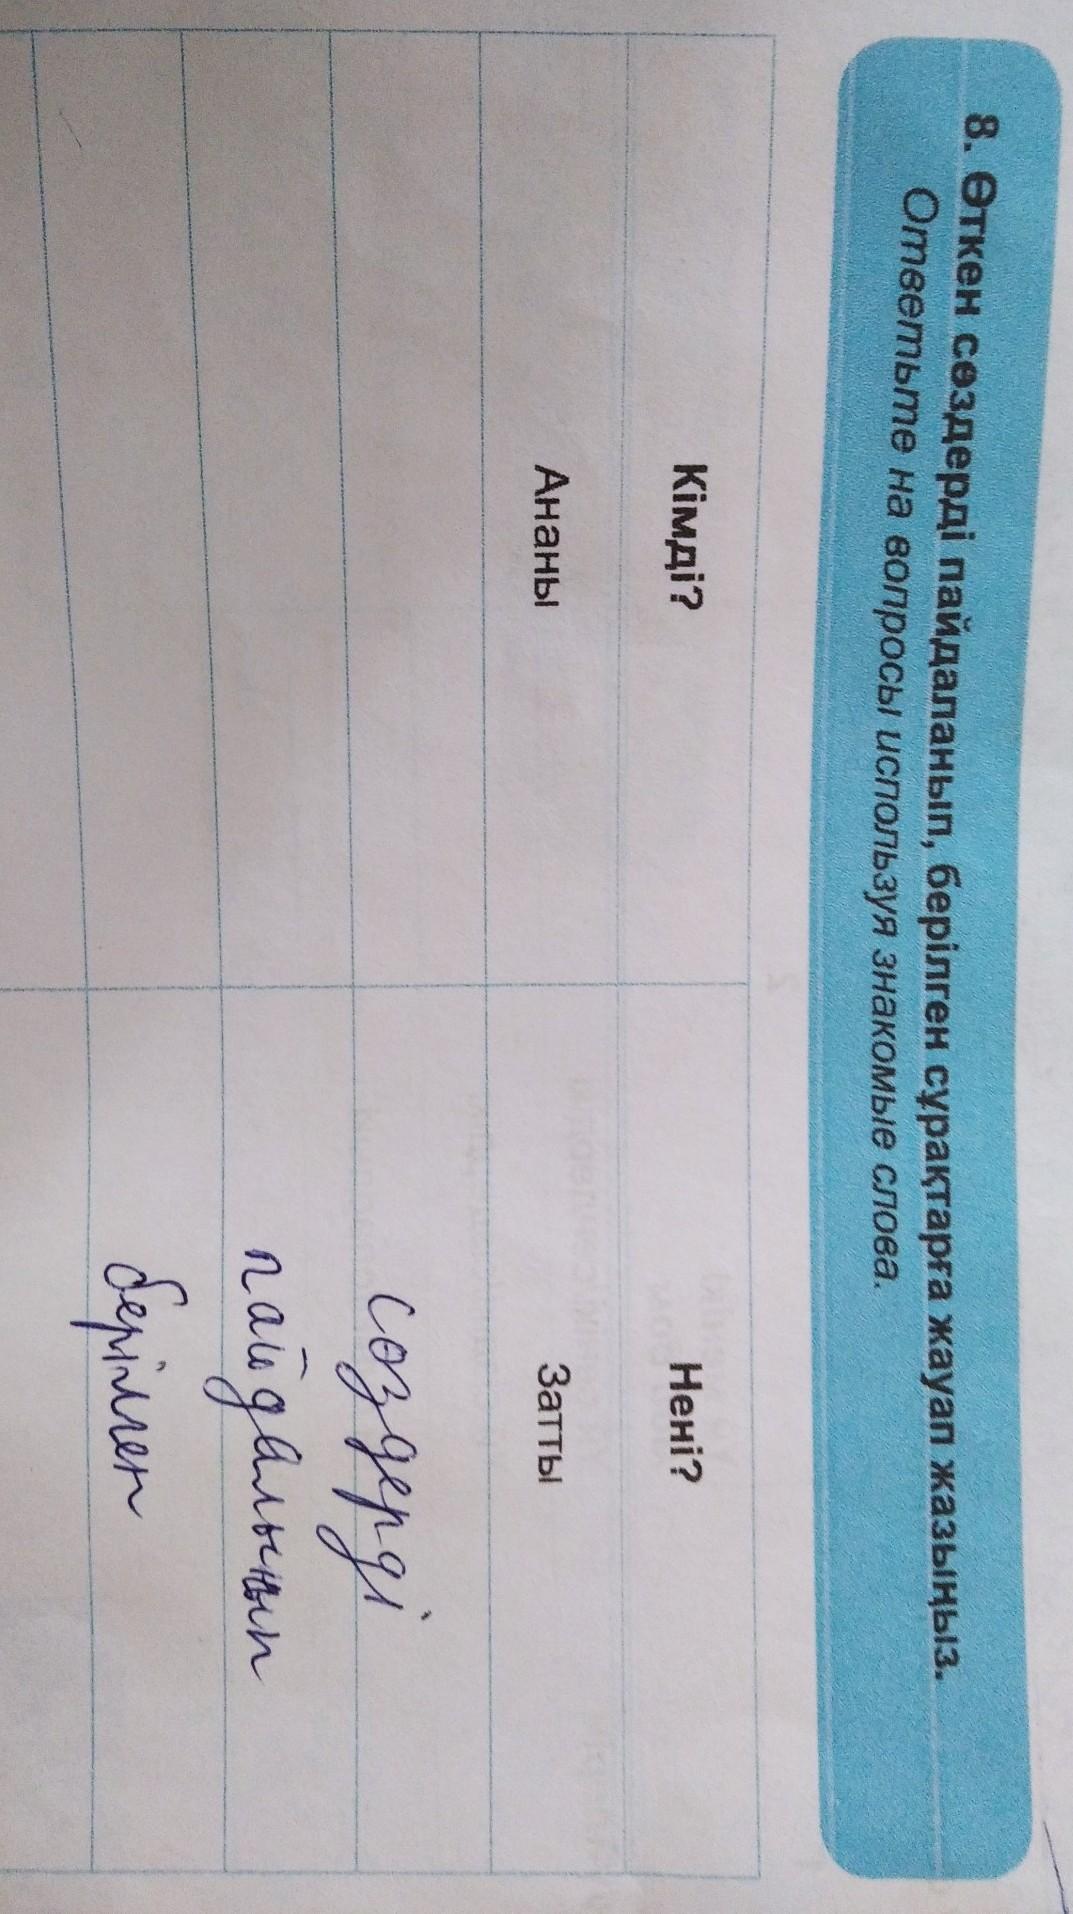 8. Өткен сөздерді пайдаланып, берілген сұрақтарға жауап жазыңыз.
Ответьте на вопросы используя знакомые слова.
Кімді? Нені?
Ананы Затты
сөздерді
пайдалынып
берілген